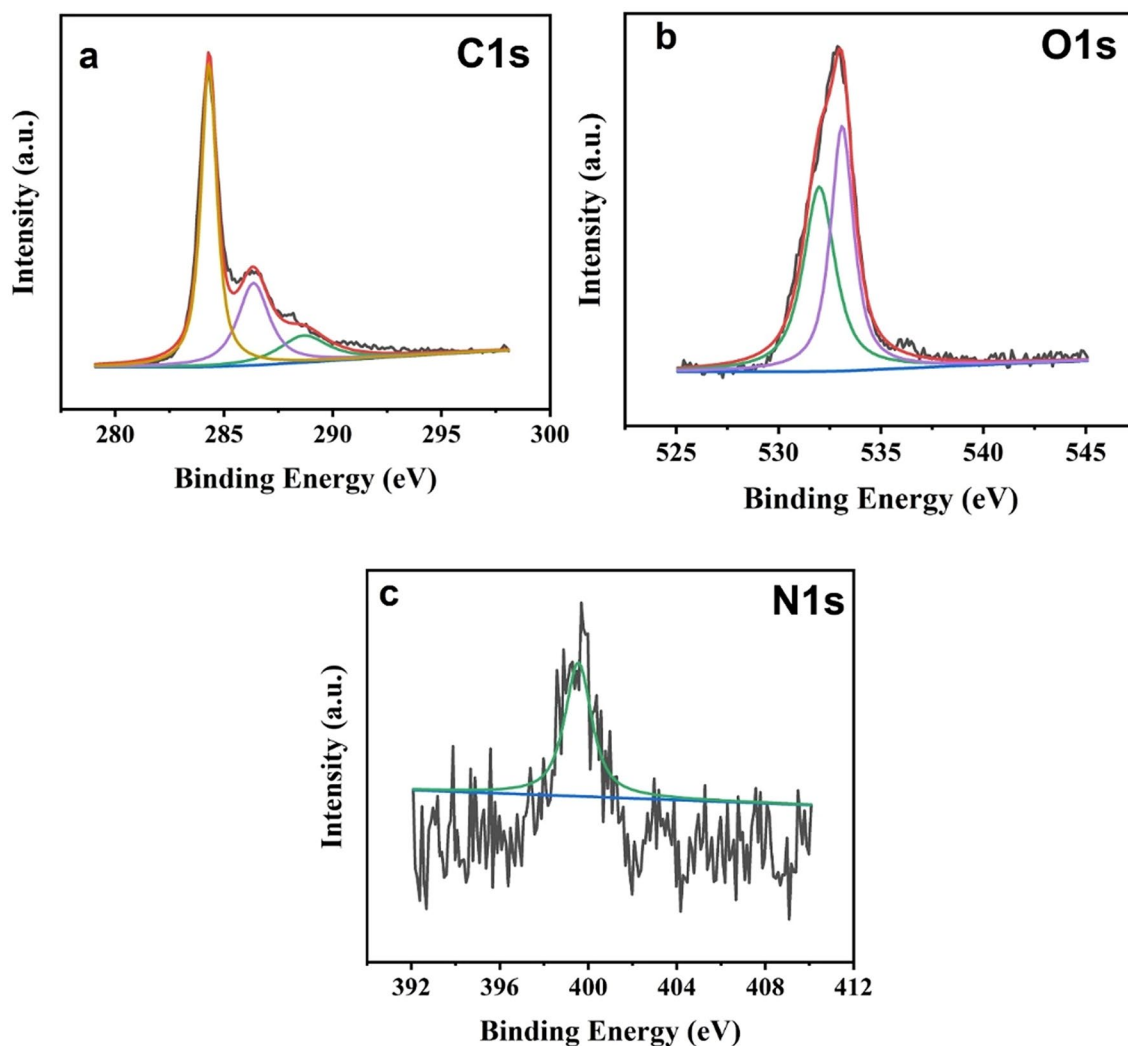 a
C1s
Intensity (a.u.)
280 285 290 295 300
Binding Energy (eV)
b
O1s
Intensity (a.u.)
525 530 535 540 545
Binding Energy (eV)
c
N1s
Intensity (a.u.)
392 396 400 404 408 412
Binding Energy (eV)